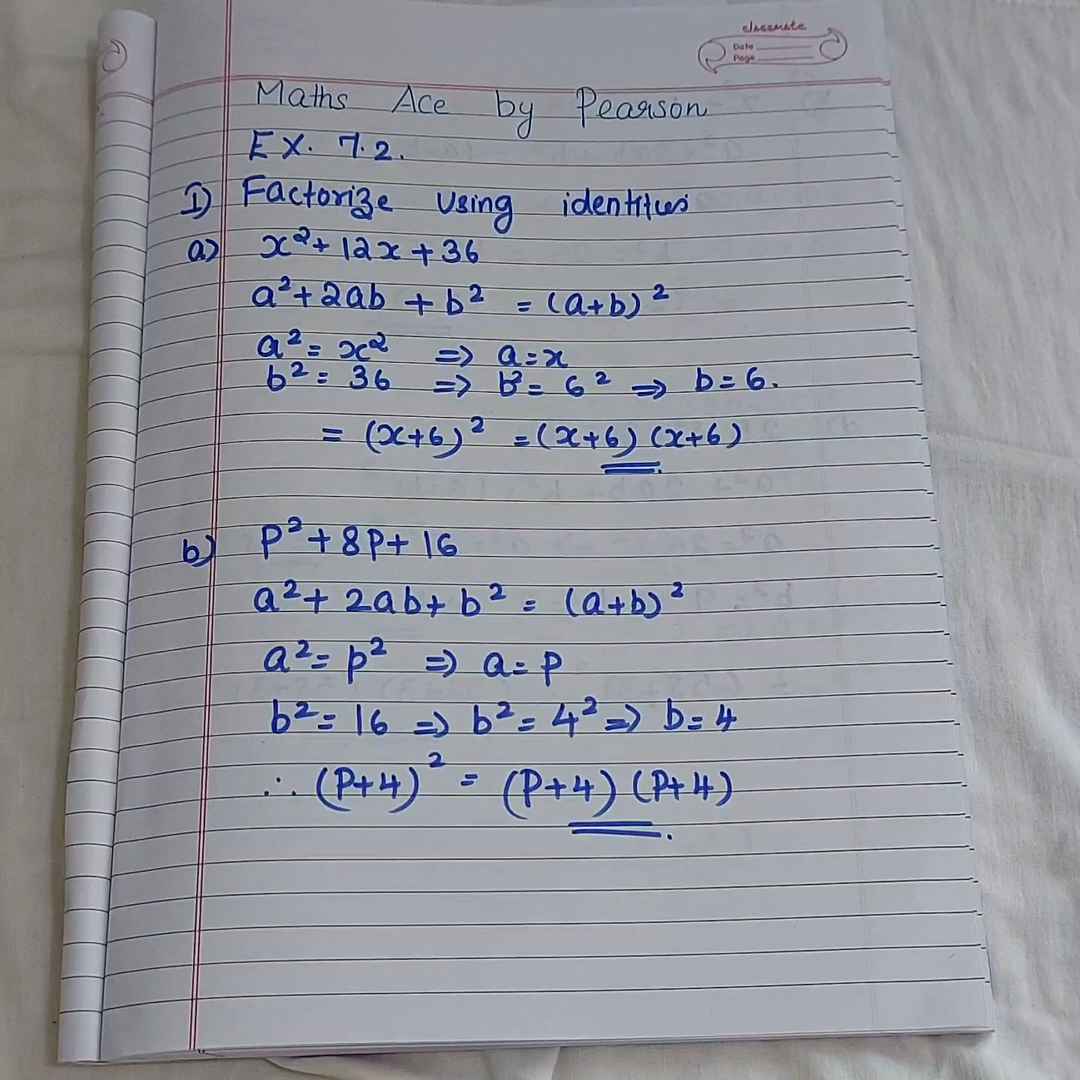 classmate
Date
Page
Maths Ace by Pearson
EX. 7.2.
1) Factorize using identities
a) x² + 12x + 36
a² + 2ab + b² = (a+b)²
a² = x² ⇒ a = x
b² = 36 ⇒ b² = 6² ⇒ b = 6.
= (x+6)² = (x+6) (x+6)
b) p² + 8p + 16
a² + 2ab + b² = (a+b)²
a² = p² ⇒ a = p
b² = 16 ⇒ b² = 4² ⇒ b = 4
∴ (p+4)² = (p+4) (p+4).